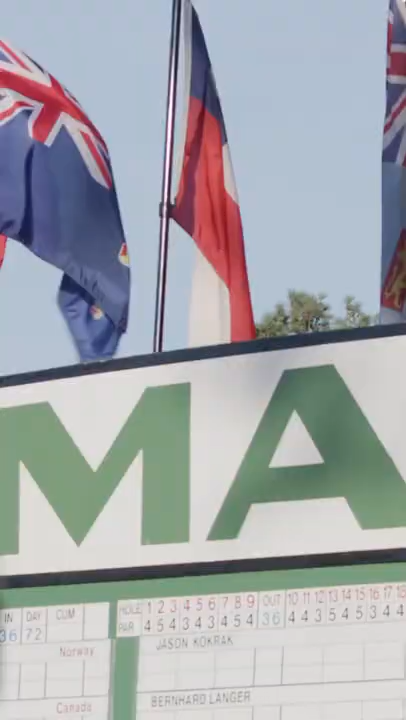 MA
IN DAY CUM
36 72
HOLE 1 2 3 4 5 6 7 8 9 OUT 10 11 12 13 14 15 16 17 18
PAR 4 5 4 3 4 3 4 5 4 36 4 4 3 5 4 5 3 4 4
Norway
JASON KOKRAK
Canada
BERNHARD LANGER